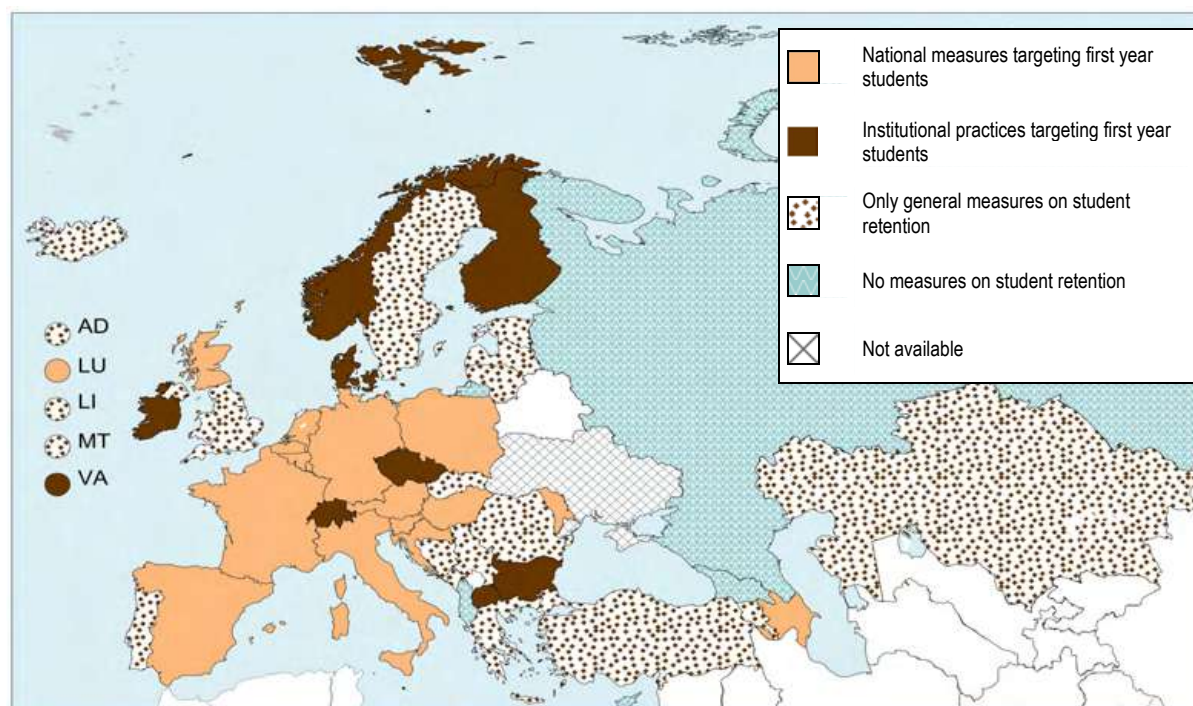 National measures targeting first year
students
Institutional practices targeting first year
students
Only general measures on student
retention
No measures on student retention
Not available
AD
LU
LI
MT
VA